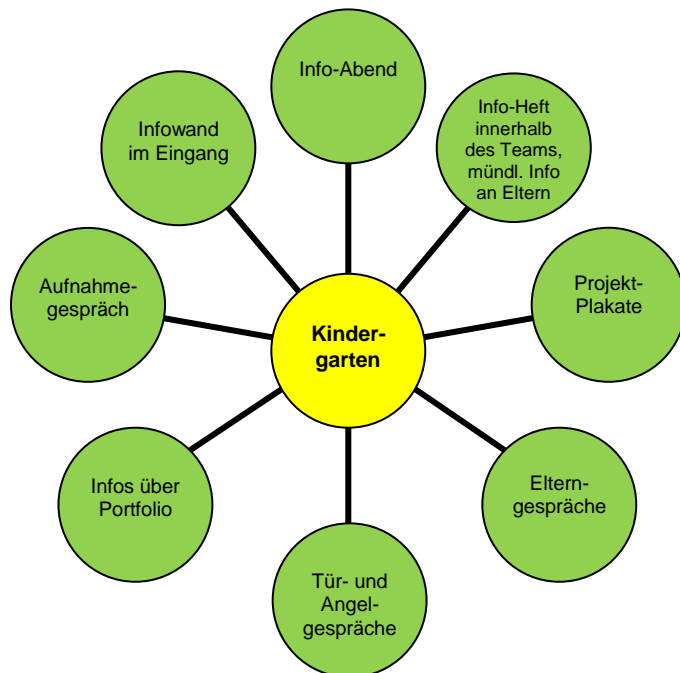 Info-Abend
Info-Heft
innerhalb
des Teams,
mündl. Info
an Eltern
Infowand
im Eingang
Aufnahme-
gespräch
Projekt-
Plakate
Kinder-
garten
Infos über
Portfolio
Eltern-
gespräche
Tür- und
Angel-
gespräche